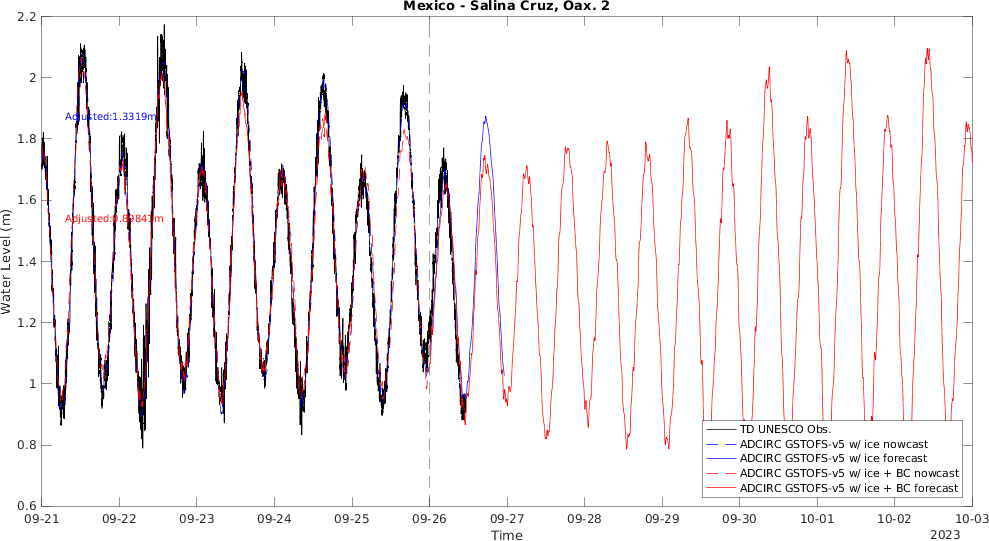 Mexico - Salina Cruz, Oax. 2
Water Level (m)
2.2
2
1.8
1.6
1.4
1.2
1
0.8
0.6
Adjusted:1.3319m
Adjusted:0.89841m
TD UNESCO Obs.
ADCIRC GSTOFS-v5 w/ ice nowcast
ADCIRC GSTOFS-v5 w/ ice forecast
ADCIRC GSTOFS-v5 w/ ice + BC nowcast
ADCIRC GSTOFS-v5 w/ ice + BC forecast
09-21 09-22 09-23 09-24 09-25 09-26 09-27 09-28 09-29 09-30 10-01 10-02 10-03
Time
2023